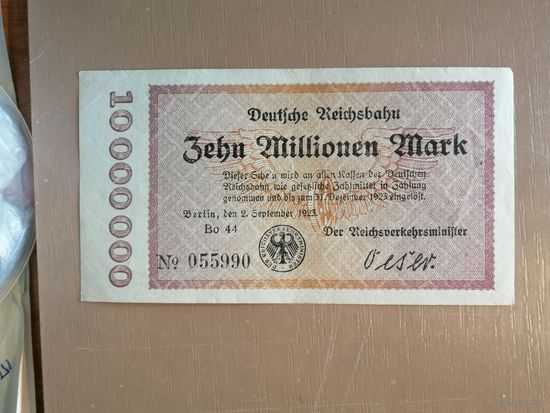 10000000
Deutsche Reichsbahn
Zehn Millionen Mark
Dieser Schein wird an allen Kassen der Deutschen
Reichsbahn wie gesetzliche Zahlmittel in Zahlung
genommen und bis zum 31. Dezember 1923 eingelöst.
Berlin, den 2. September 1923.
Bo 44
Der Reichsverkehrsminister
No 055990
Oeser.